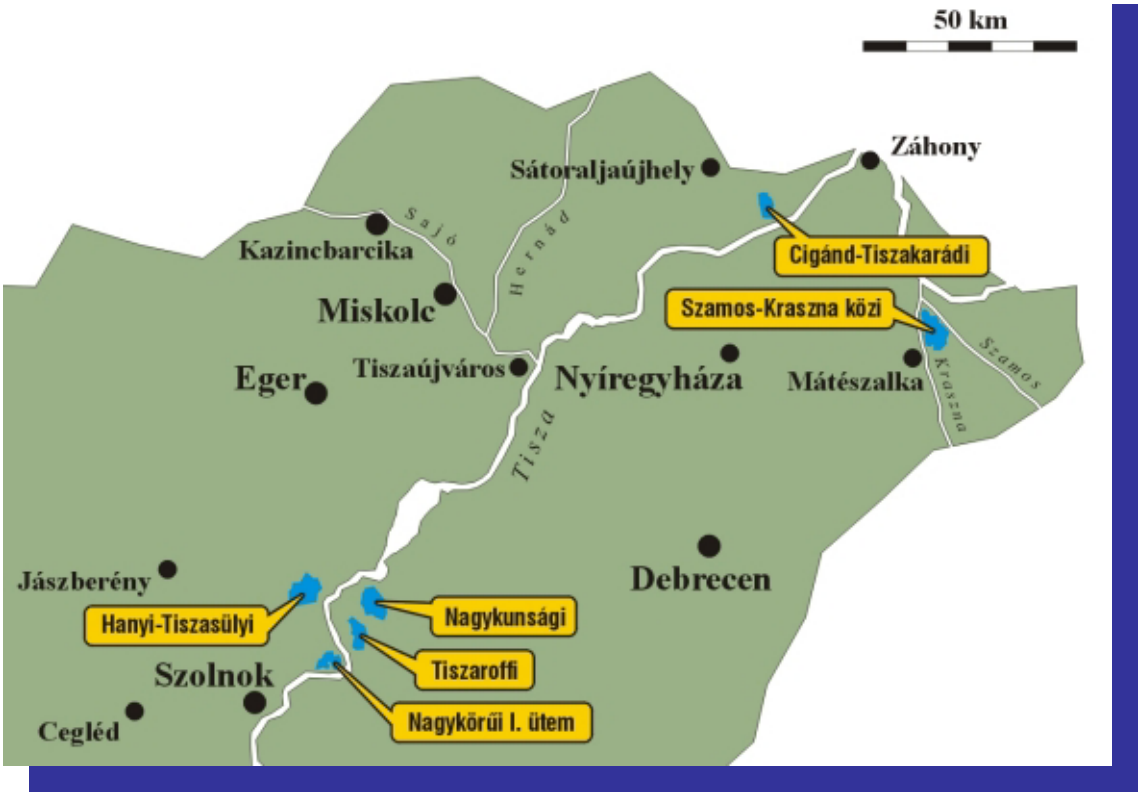 50 km
Záhony
Sátoraljaújhely
Sajó
Hernád
Kazincbarcika
Cigánd-Tiszakarádi
Miskolc
Szamos-Kraszna közi
Tiszaújváros
Eger
Nyíregyháza
Mátészalka
Szamos
Kraszna
Tisza
Jászberény
Debrecen
Hanyi-Tiszasülyi
Nagykunsági
Tiszaroffi
Szolnok
Nagykörűi I. ütem
Cegléd